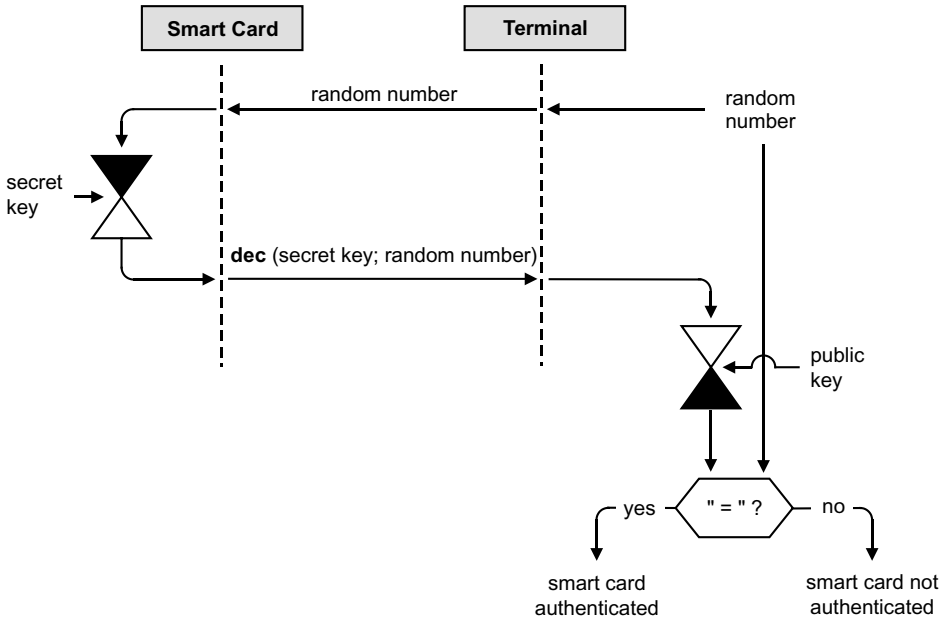 Smart Card
Terminal
random number
random
number
secret
key
dec (secret key; random number)
public
key
yes
" = " ?
no
smart card
authenticated
smart card not
authenticated